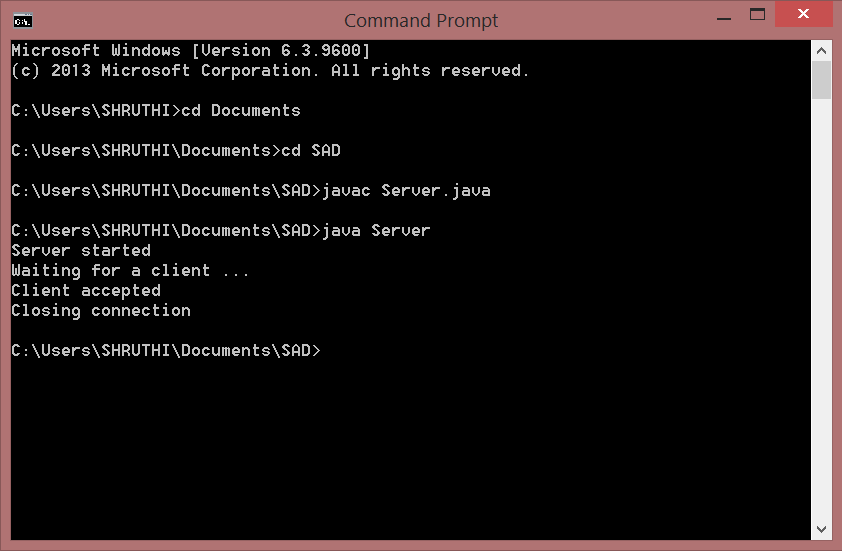 Command Prompt
Microsoft Windows [Version 6.3.9600]
(c) 2013 Microsoft Corporation. All rights reserved.
C:\Users\SHRUTHI>cd Documents
C:\Users\SHRUTHI\Documents>cd SAD
C:\Users\SHRUTHI\Documents\SAD>javac Server.java
C:\Users\SHRUTHI\Documents\SAD>java Server
Server started
Waiting for a client ...
Client accepted
Closing connection
C:\Users\SHRUTHI\Documents\SAD>